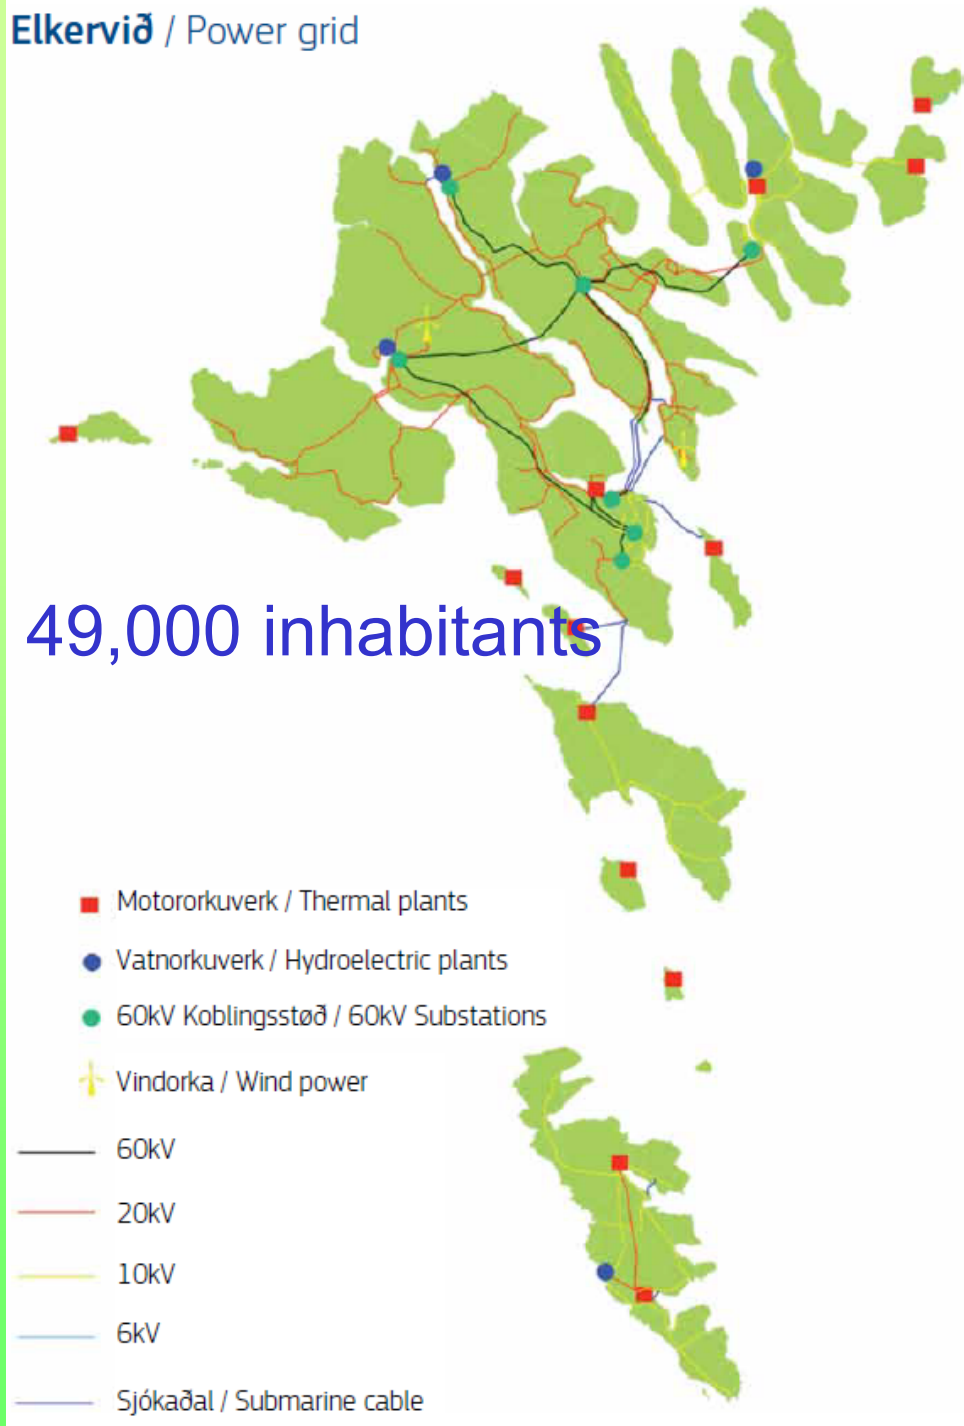 Elkervið / Power grid
49,000 inhabitants
Motororkuverk / Thermal plants
Vatnorkuverk / Hydroelectric plants
60kV Koblingsstøð / 60kV Substations
Vindorka / Wind power
60kV
20kV
10kV
6kV
Sjókaðal / Submarine cable